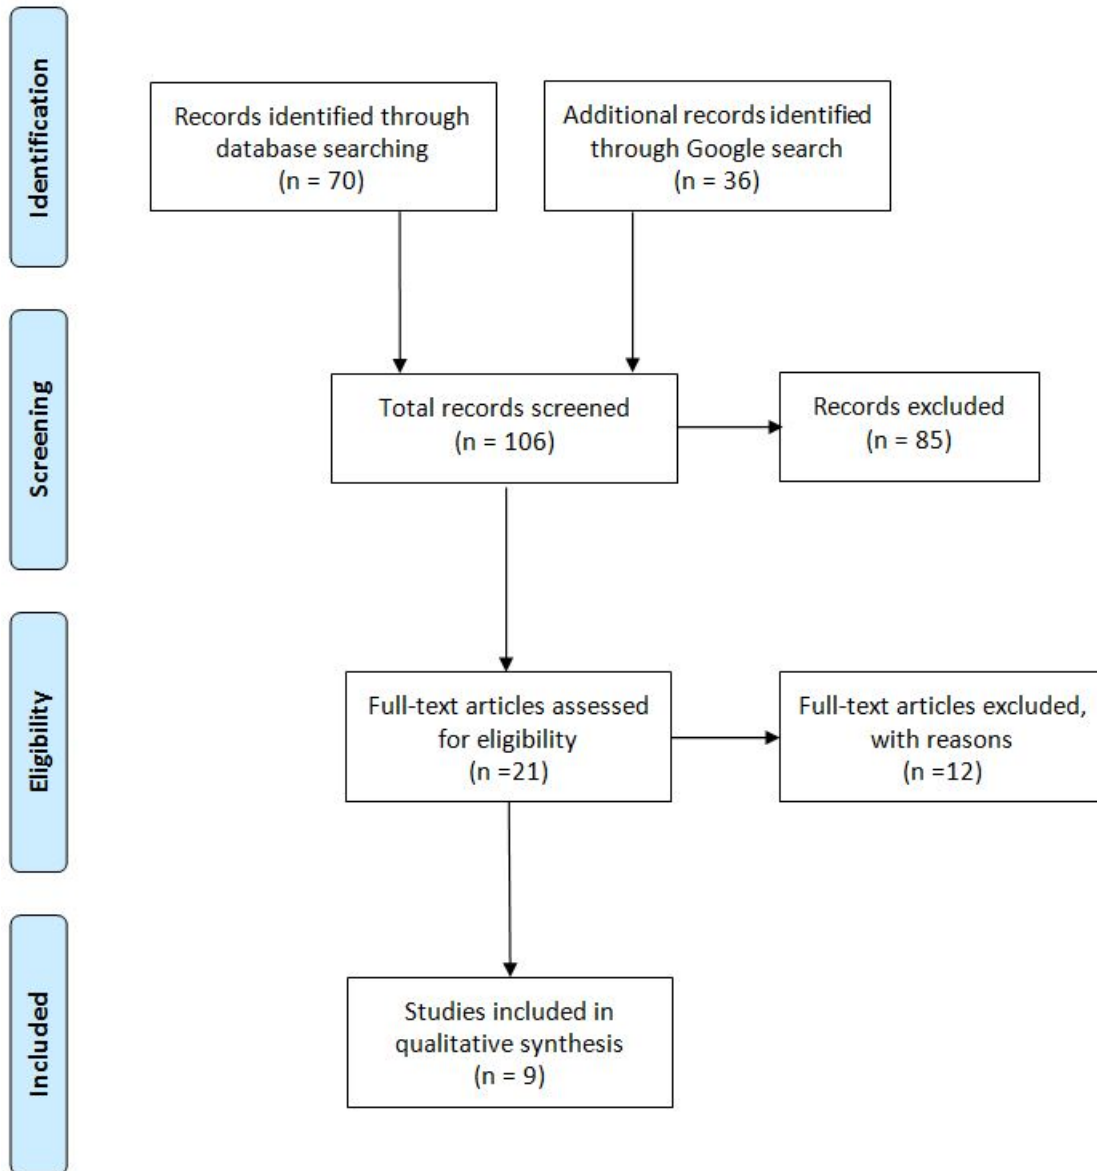 Identification
Records identified through
database searching
(n = 70)
Additional records identified
through Google search
(n = 36)
Screening
Total records screened
(n = 106)
Records excluded
(n = 85)
Eligibility
Full-text articles assessed
for eligibility
(n =21)
Full-text articles excluded,
with reasons
(n =12)
Included
Studies included in
qualitative synthesis
(n = 9)